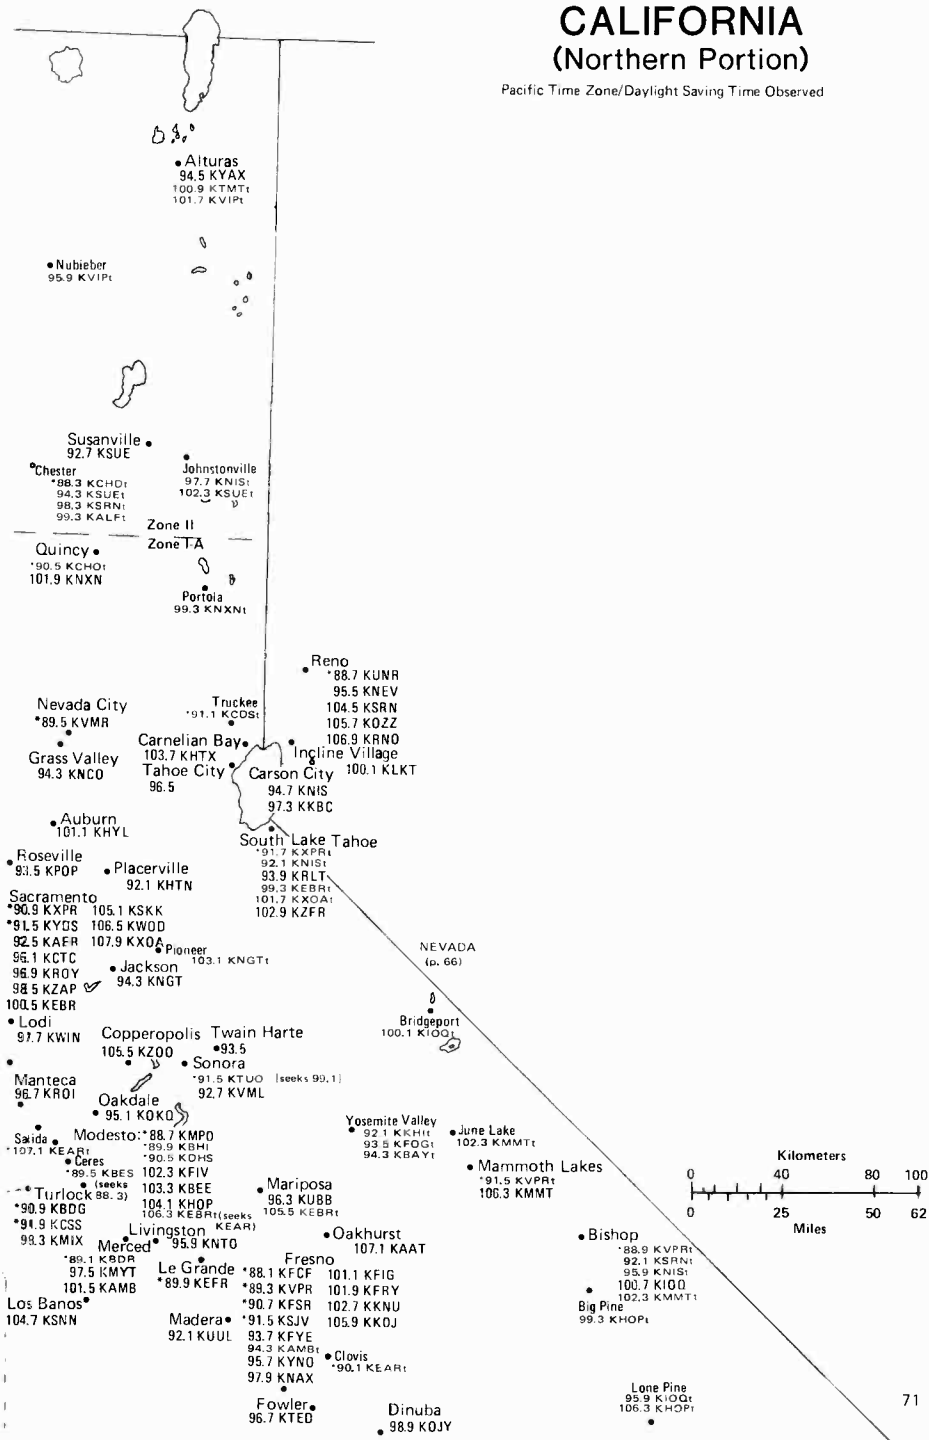 CALIFORNIA
(Northern Portion)
Pacific Time Zone/Daylight Saving Time Observed
Alturas
94.5 KYAX
100.9 KTMTt
101.7 KVIPt
Nubieber
95.9 KVIPt
Susanville
92.7 KSUE
Chester
*88.3 KCHOt
94.3 KSUEt
98.3 KSRNt
99.3 KALFt
Johnstonville
97.7 KNISt
102.3 KSUEt
Zone II
Zone I-A
Quincy
*90.5 KCHOt
101.9 KNXN
Portola
99.3 KNXNt
Reno
*88.7 KUNR
95.5 KNEV
104.5 KSRN
105.7 KOZZ
106.9 KRNO
Nevada City
*89.5 KVMR
Truckee
*91.1 KCDSt
Grass Valley
94.3 KNCO
Carnelian Bay
103.7 KHTX
Tahoe City
96.5
Incline Village
100.1 KLKT
Carson City
94.7 KNIS
97.3 KKBC
Auburn
101.1 KHYL
South Lake Tahoe
*91.7 KXPRt
92.1 KNISt
93.9 KRLT
99.3 KEBRt
101.7 KXOAt
102.9 KZFR
Roseville
93.5 KPOP
Placerville
92.1 KHTN
Sacramento
*90.9 KXPR 105.1 KSKK
*91.5 KYDS 106.5 KWOD
92.5 KAER 107.9 KXOA
96.1 KCTC
96.9 KROY
98.5 KZAP
100.5 KEBR
Pioneer
103.1 KNGTt
Jackson
94.3 KNGT
NEVADA
(p. 66)
Bridgeport
100.1 KIOQt
Lodi
97.7 KWIN
Copperopolis
105.5 KZOO
Twain Harte
93.5
Sonora
*91.5 KTUO [seeks 99.1]
92.7 KVML
Manteca
96.7 KROI
Oakdale
95.1 KOKO
Salida
*107.1 KEARt
Modesto:*88.7 KMPO
*89.9 KBHI
*90.5 KDHS
102.3 KFIV
103.3 KBEE
104.1 KHOP
106.3 KEBRt(seeks
KEAR)
Ceres
*89.5 KBES
(seeks
88.3)
Yosemite Valley
92.1 KKHIt
93.5 KFOGt
94.3 KBAYt
June Lake
102.3 KMMTt
Mammoth Lakes
*91.5 KVPRt
106.3 KMMT
Kilometers
0 40 80 100
0 25 50 62
Miles
Turlock
*90.9 KBDG
*91.9 KCSS
99.3 KMIX
Mariposa
96.3 KUBB
105.5 KEBRt
Livingston
95.9 KNTO
Merced
*89.1 KBDR
97.5 KMYT
101.5 KAMB
Le Grande
*89.9 KEFR
Oakhurst
107.1 KAAT
Fresno
*88.1 KFCF 101.1 KFIG
*89.3 KVPR 101.9 KFRY
*90.7 KFSR 102.7 KKNU
*91.5 KSJV 105.9 KKDJ
93.7 KFYE
94.3 KAMBt
95.7 KYNO
97.9 KNAX
Bishop
*88.9 KVPRt
92.1 KSRNt
95.9 KNISt
100.7 KIOQ
102.3 KMMTt
Big Pine
99.3 KHOPt
Los Banos
104.7 KSNN
Madera
92.1 KUUL
Clovis
*90.1 KEARt
Fowler
96.7 KTED
Dinuba
98.9 KOJY
Lone Pine
95.9 KIOQt
106.3 KHOPt
71